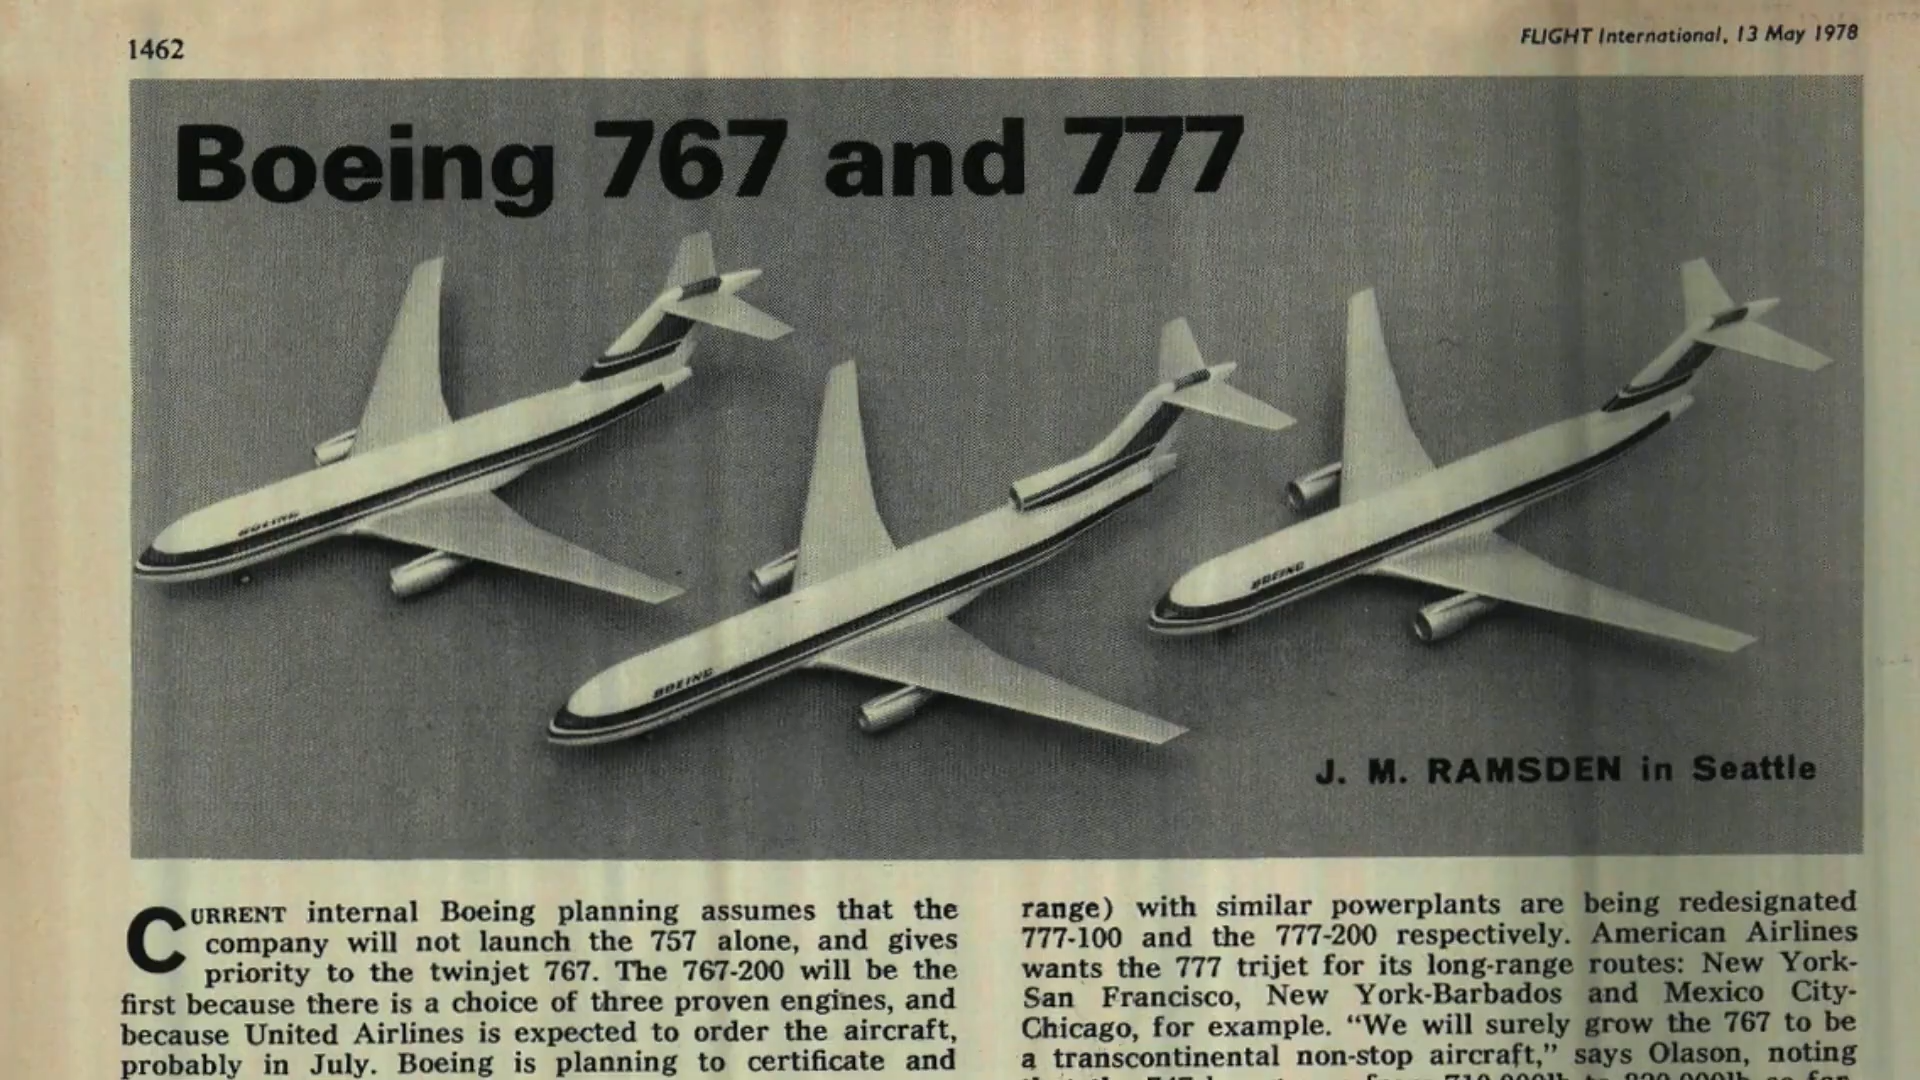 1462
FLIGHT International, 13 May 1978
Boeing 767 and 777
BOEING
BOEING
BOEING
J. M. RAMSDEN in Seattle
CURRENT internal Boeing planning assumes that the
company will not launch the 757 alone, and gives
priority to the twinjet 767. The 767-200 will be the
first because there is a choice of three proven engines, and
because United Airlines is expected to order the aircraft,
probably in July. Boeing is planning to certificate and
range) with similar powerplants are being redesignated
777-100 and the 777-200 respectively. American Airlines
wants the 777 trijet for its long-range routes: New York-
San Francisco, New York-Barbados and Mexico City-
Chicago, for example. “We will surely grow the 767 to be
a transcontinental non-stop aircraft,” says Olason, noting